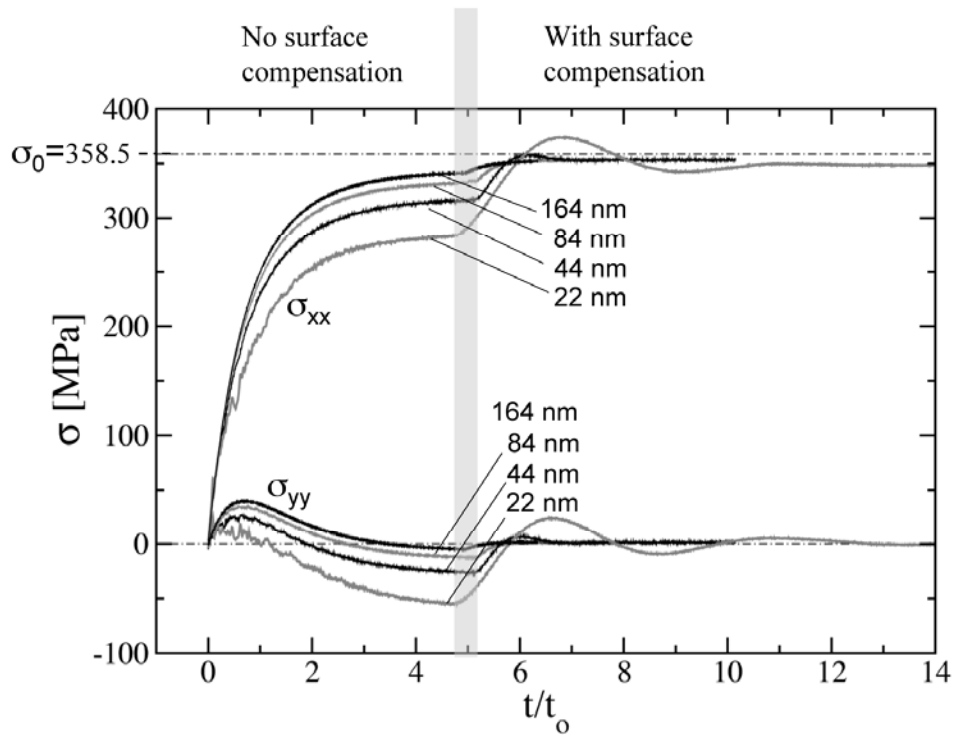 No surface
compensation
With surface
compensation
400
σ₀=358.5
300
200
100
0
-100
σ [MPa]
164 nm
84 nm
44 nm
22 nm
σxx
164 nm
84 nm
44 nm
22 nm
σyy
0 2 4 6 8 10 12 14
t/to